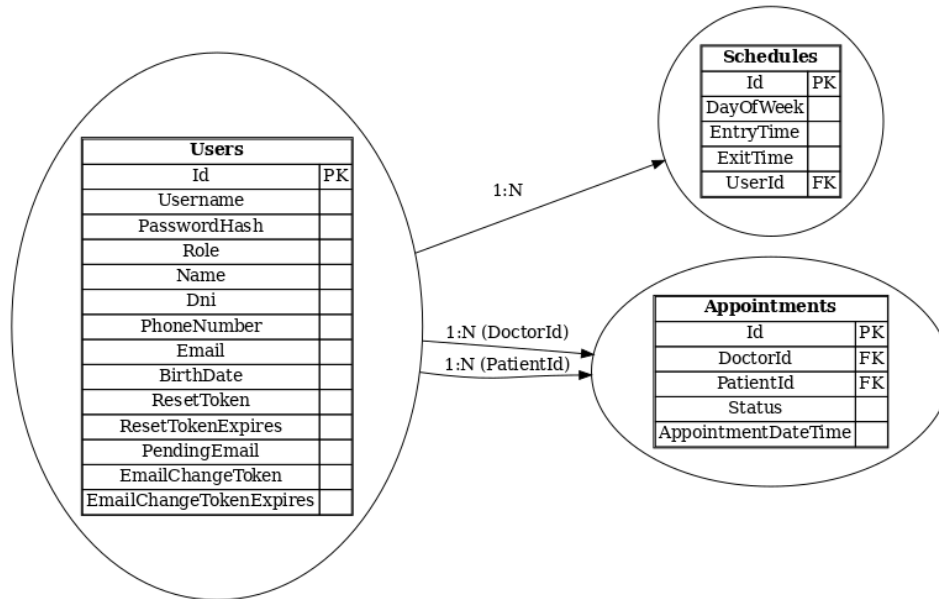 Users
Id PK
Username
PasswordHash
Role
Name
Dni
PhoneNumber
Email
BirthDate
ResetToken
ResetTokenExpires
PendingEmail
EmailChangeToken
EmailChangeTokenExpires
1:N
1:N (DoctorId)
1:N (PatientId)
Schedules
Id PK
DayOfWeek
EntryTime
ExitTime
UserId FK
Appointments
Id PK
DoctorId FK
PatientId FK
Status
AppointmentDateTime